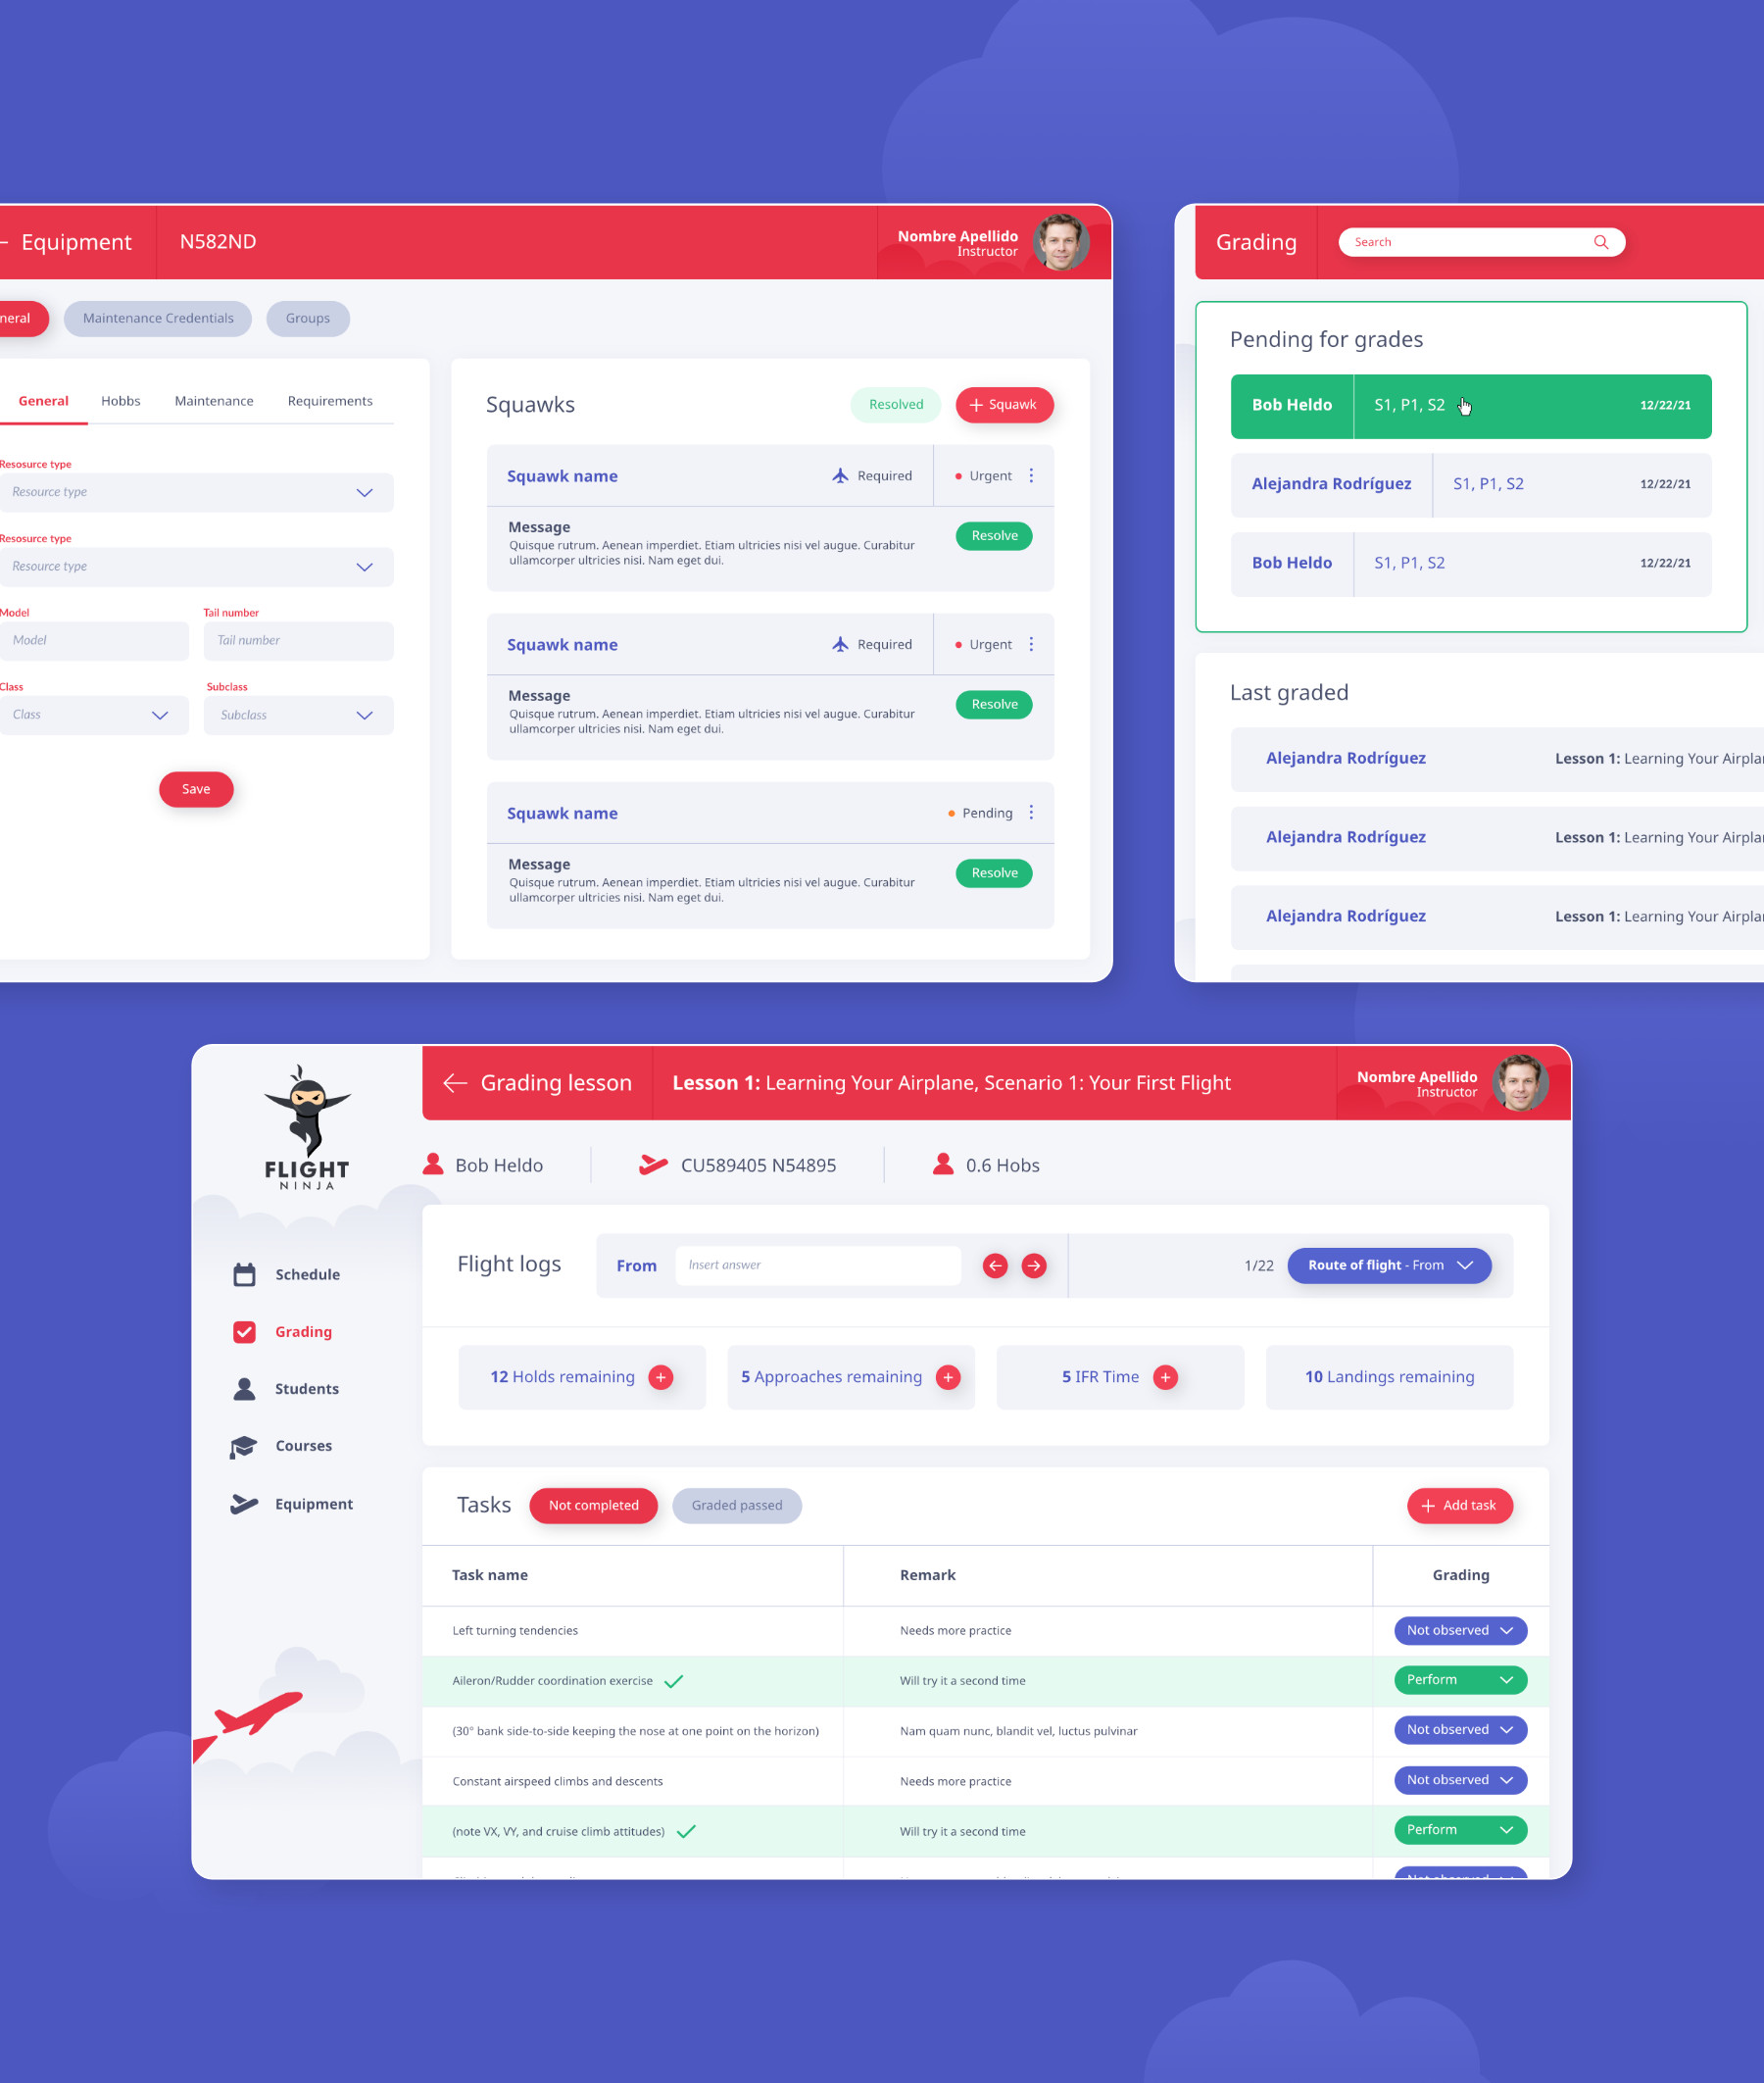 Equipment
N582ND
Nombre Apellido
Instructor
neral
Maintenance Credentials
Groups
General
Hobbs
Maintenance
Requirements
Resosurce type
Resource type
Resosurce type
Resource type
Model
Tail number
Model
Tail number
Class
Subclass
Class
Subclass
Save
Squawks
Resolved
+ Squawk
Squawk name
Required
Urgent
Message
Quisque rutrum. Aenean imperdiet. Etiam ultricies nisi vel augue. Curabitur
ullamcorper ultricies nisi. Nam eget dui.
Resolve
Squawk name
Required
Urgent
Message
Quisque rutrum. Aenean imperdiet. Etiam ultricies nisi vel augue. Curabitur
ullamcorper ultricies nisi. Nam eget dui.
Resolve
Squawk name
Pending
Message
Quisque rutrum. Aenean imperdiet. Etiam ultricies nisi vel augue. Curabitur
ullamcorper ultricies nisi. Nam eget dui.
Resolve
Grading
Search
Pending for grades
Bob Heldo
S1, P1, S2
12/22/21
Alejandra Rodríguez
S1, P1, S2
12/22/21
Bob Heldo
S1, P1, S2
12/22/21
Last graded
Alejandra Rodríguez
Lesson 1: Learning Your Airpla
Alejandra Rodríguez
Lesson 1: Learning Your Airpla
Alejandra Rodríguez
Lesson 1: Learning Your Airpla
FLIGHT
NINJA
Schedule
Grading
Students
Courses
Equipment
Grading lesson
Lesson 1: Learning Your Airplane, Scenario 1: Your First Flight
Nombre Apellido
Instructor
Bob Heldo
CU589405 N54895
0.6 Hobs
Flight logs
From
Insert answer
1/22
Route of flight - From
12 Holds remaining
5 Approaches remaining
5 IFR Time
10 Landings remaining
Tasks
Not completed
Graded passed
+ Add task
Task name
Remark
Grading
Left turning tendencies
Needs more practice
Not observed
Aileron/Rudder coordination exercise
Will try it a second time
Perform
(30° bank side-to-side keeping the nose at one point on the horizon)
Nam quam nunc, blandit vel, luctus pulvinar
Not observed
Constant airspeed climbs and descents
Needs more practice
Not observed
(note VX, VY, and cruise climb attitudes)
Will try it a second time
Perform